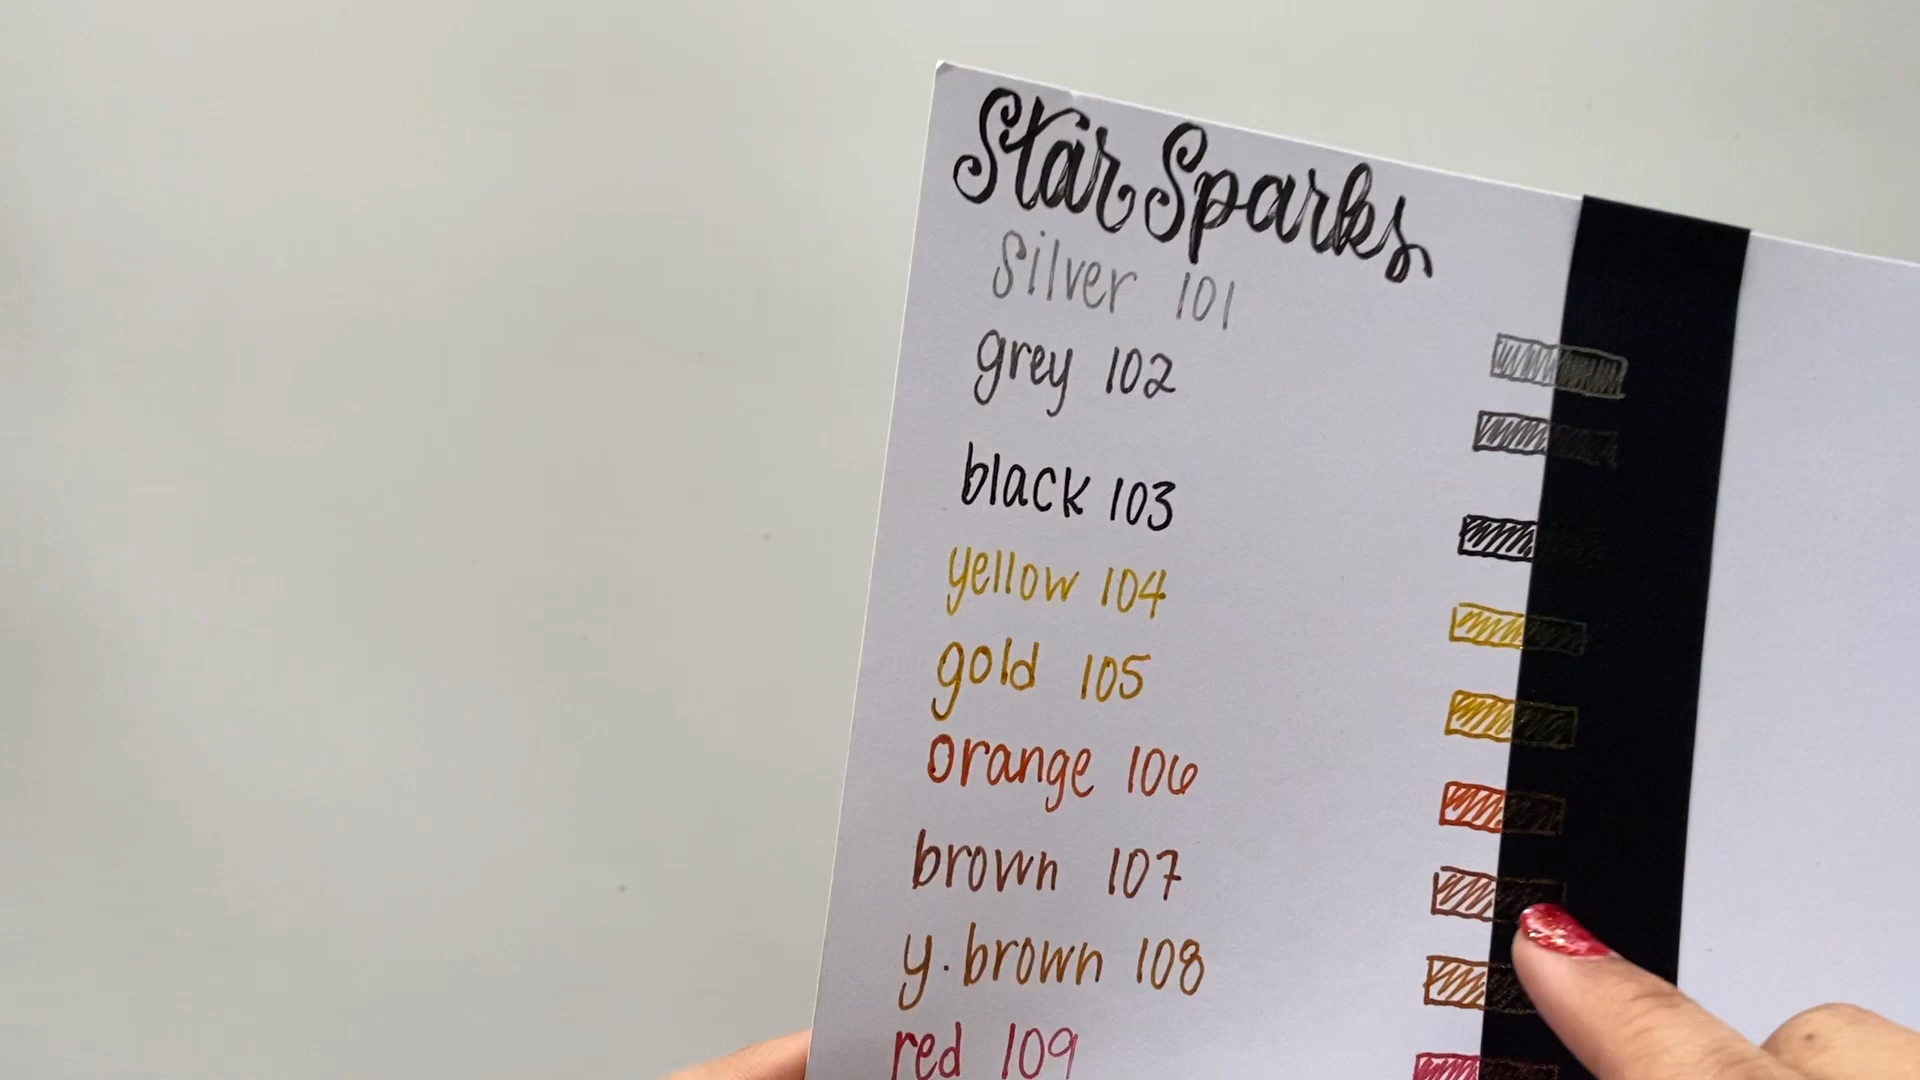 Star Sparks
silver 101
grey 102
black 103
yellow 104
gold 105
orange 106
brown 107
y. brown 108
red 109